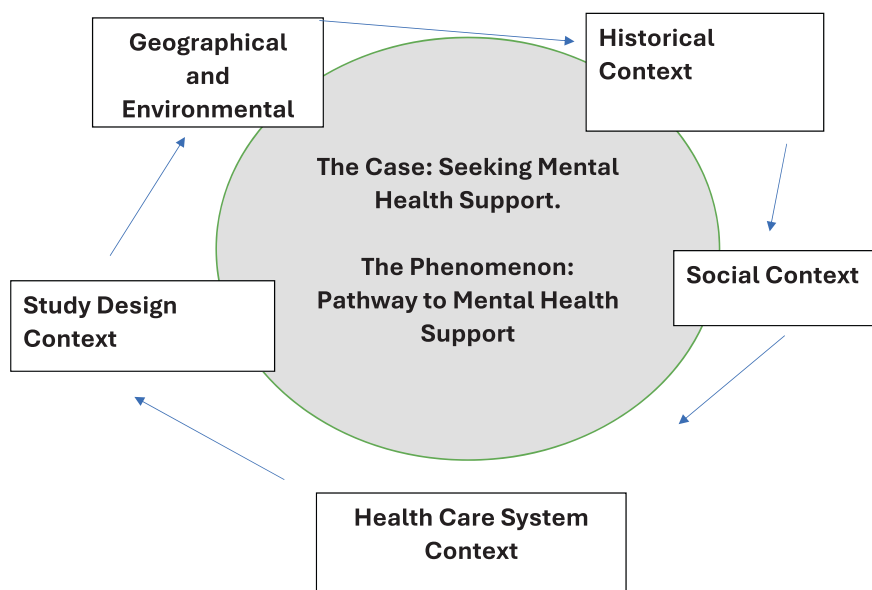 Geographical
and
Environmental
Historical
Context
The Case: Seeking Mental
Health Support.
The Phenomenon:
Pathway to Mental Health
Support
Social Context
Study Design
Context
Health Care System
Context